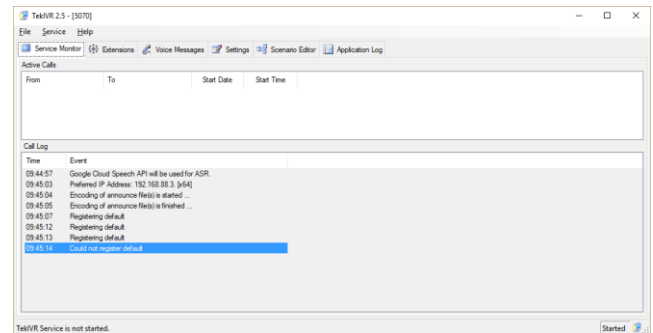 TekIVR 2.5 - [5070]
File Service Help
Service Monitor Extensions Voice Messages Settings Scenario Editor Application Log
Active Calls
From To Start Date Start Time
Call Log
Time Event
09:44:57 Google Cloud Speech API will be used for ASR.
09:45:03 Preferred IP Address: 192.168.88.3. [x64]
09:45:04 Encoding of announce file(s) is started ...
09:45:05 Encoding of announce file(s) is finished ...
09:45:07 Registering default
09:45:12 Registering default
09:45:13 Registering default
09:45:14 Could not register default
TekIVR Service is not started. Started